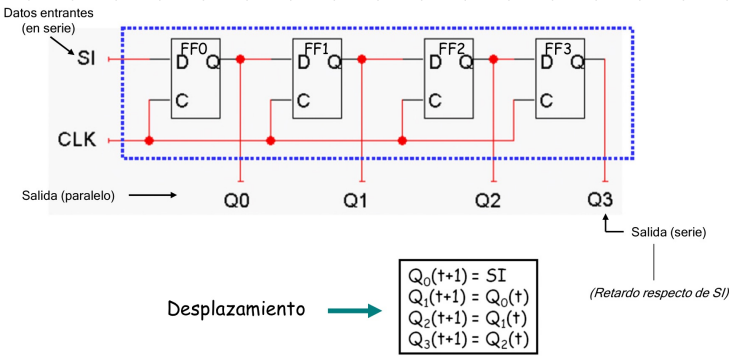 Datos entrantes
(en serie)
SI
FF0
D Q
C
FF1
D Q
C
FF2
D Q
C
FF3
D Q
C
CLK
Salida (paralelo)
Q0
Q1
Q2
Q3
Salida (serie)
(Retardo respecto de SI)
Desplazamiento
Q₀(t+1) = SI
Q₁(t+1) = Q₀(t)
Q₂(t+1) = Q₁(t)
Q₃(t+1) = Q₂(t)